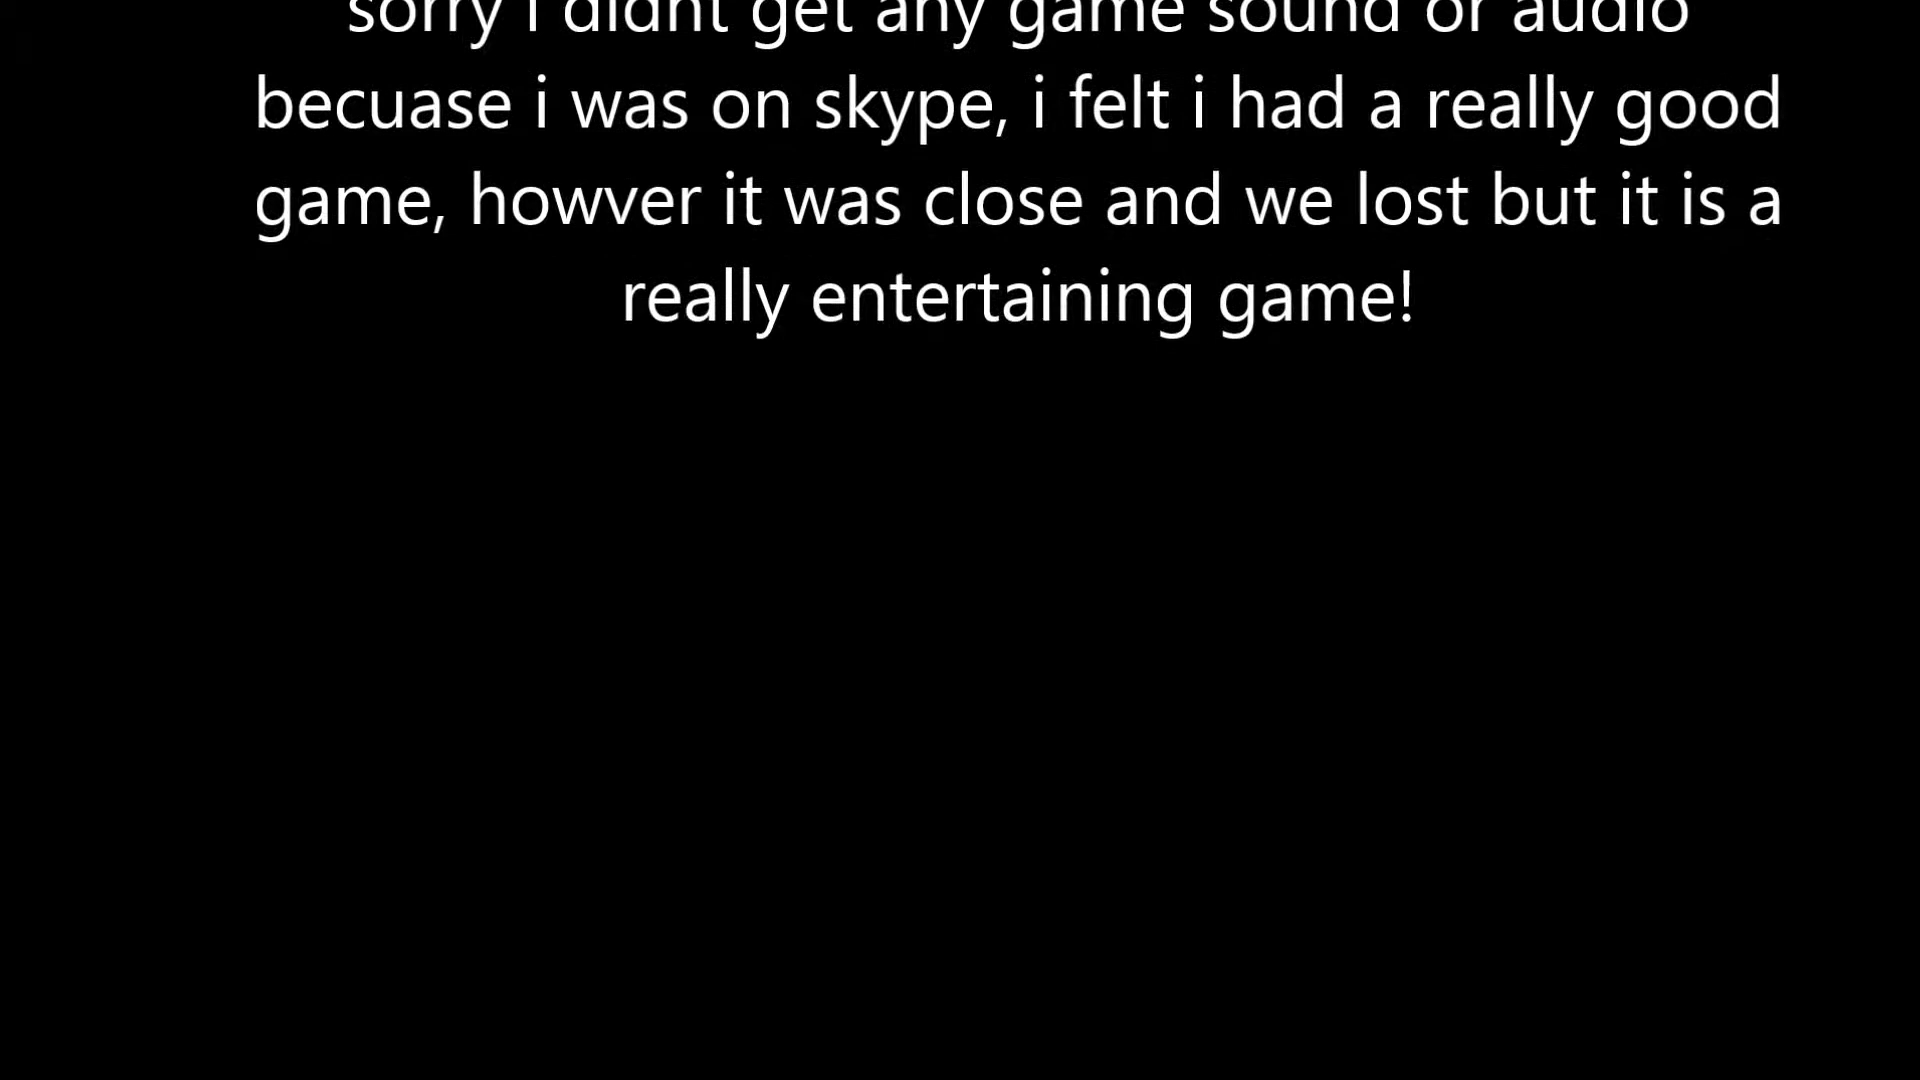 sorry i didnt get any game sound or audio
becuase i was on skype, i felt i had a really good
game, howver it was close and we lost but it is a
really entertaining game!